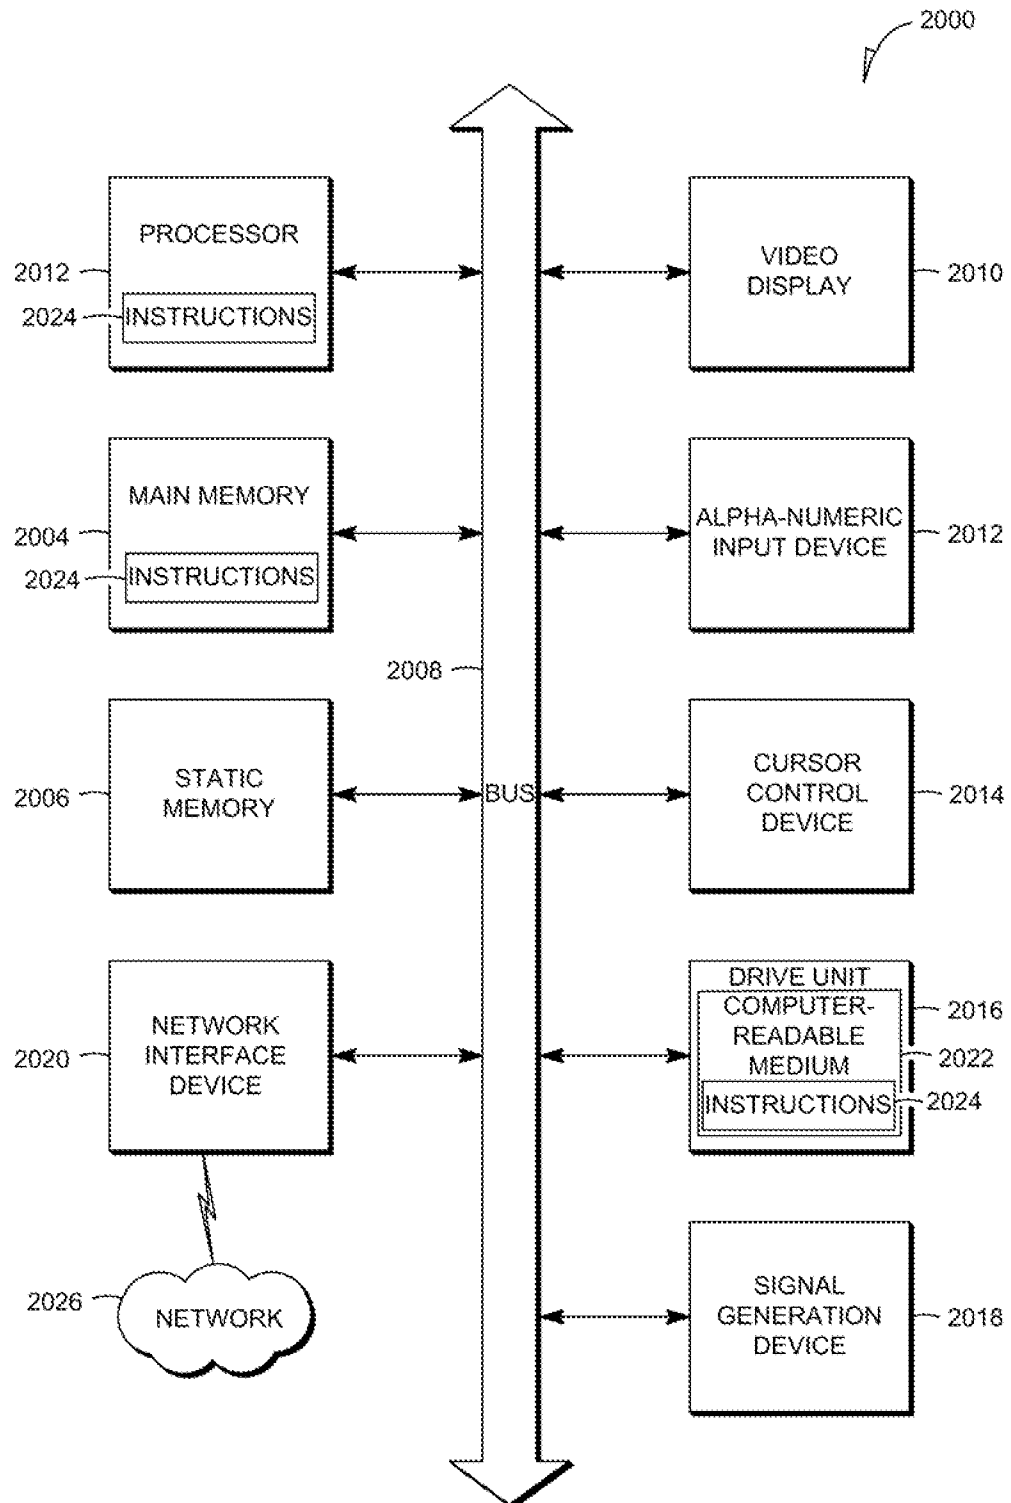 2000
PROCESSOR
2012
2024
INSTRUCTIONS
VIDEO
DISPLAY
2010
MAIN MEMORY
2004
2024
INSTRUCTIONS
ALPHA-NUMERIC
INPUT DEVICE
2012
2008
STATIC
MEMORY
2006
BUS
CURSOR
CONTROL
DEVICE
2014
NETWORK
INTERFACE
DEVICE
2020
DRIVE UNIT
COMPUTER-
READABLE
MEDIUM
INSTRUCTIONS
2016
2022
2024
2026
NETWORK
SIGNAL
GENERATION
DEVICE
2018